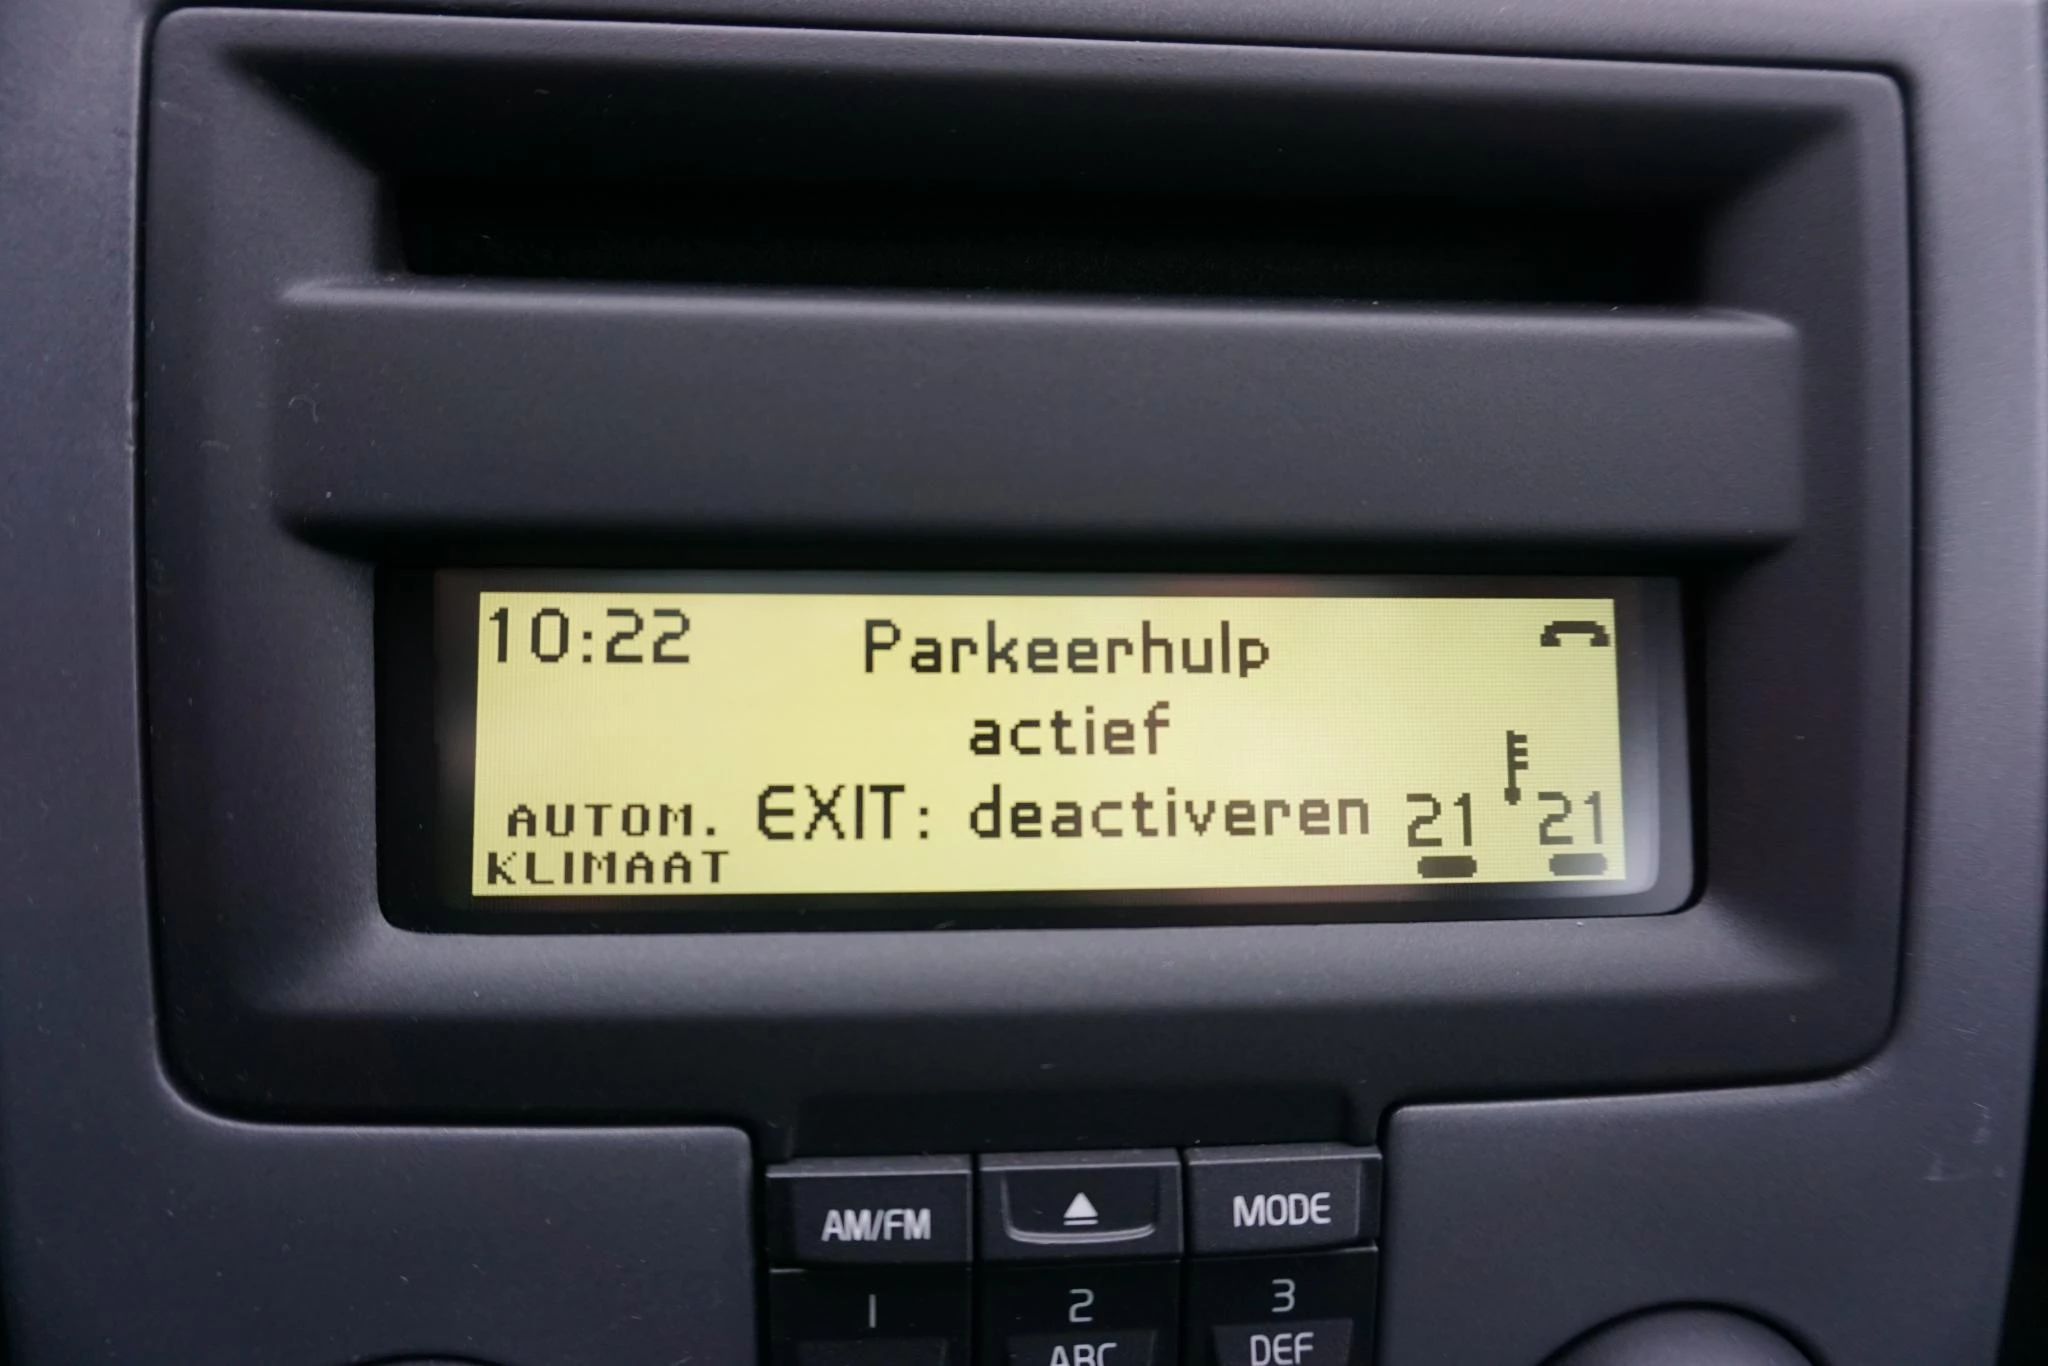 10:22 Parkeerhulp
actief
AUTOM. EXIT: deactiveren 21 21
KLIMAAT
AM/FM MODE
1 2 3
ABC DEF